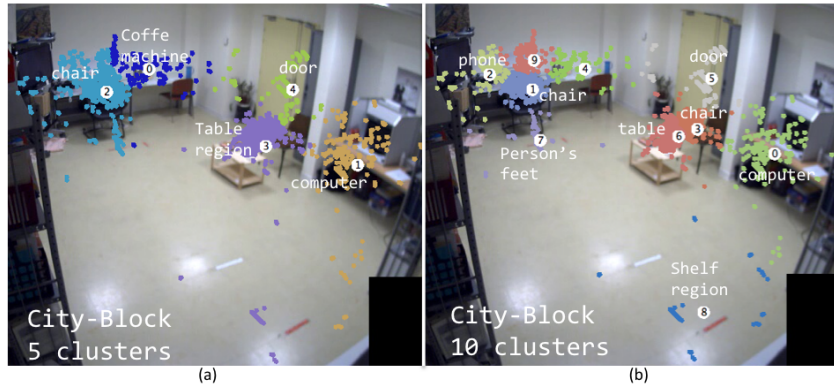 Coffe
machine
0
chair
2
door
4
Table
region
3
1
computer
City-Block
5 clusters
(a)
phone
2
9
4
1
chair
door
5
chair
table
6
3
7
Person's
feet
0
computer
Shelf
region
8
City-Block
10 clusters
(b)